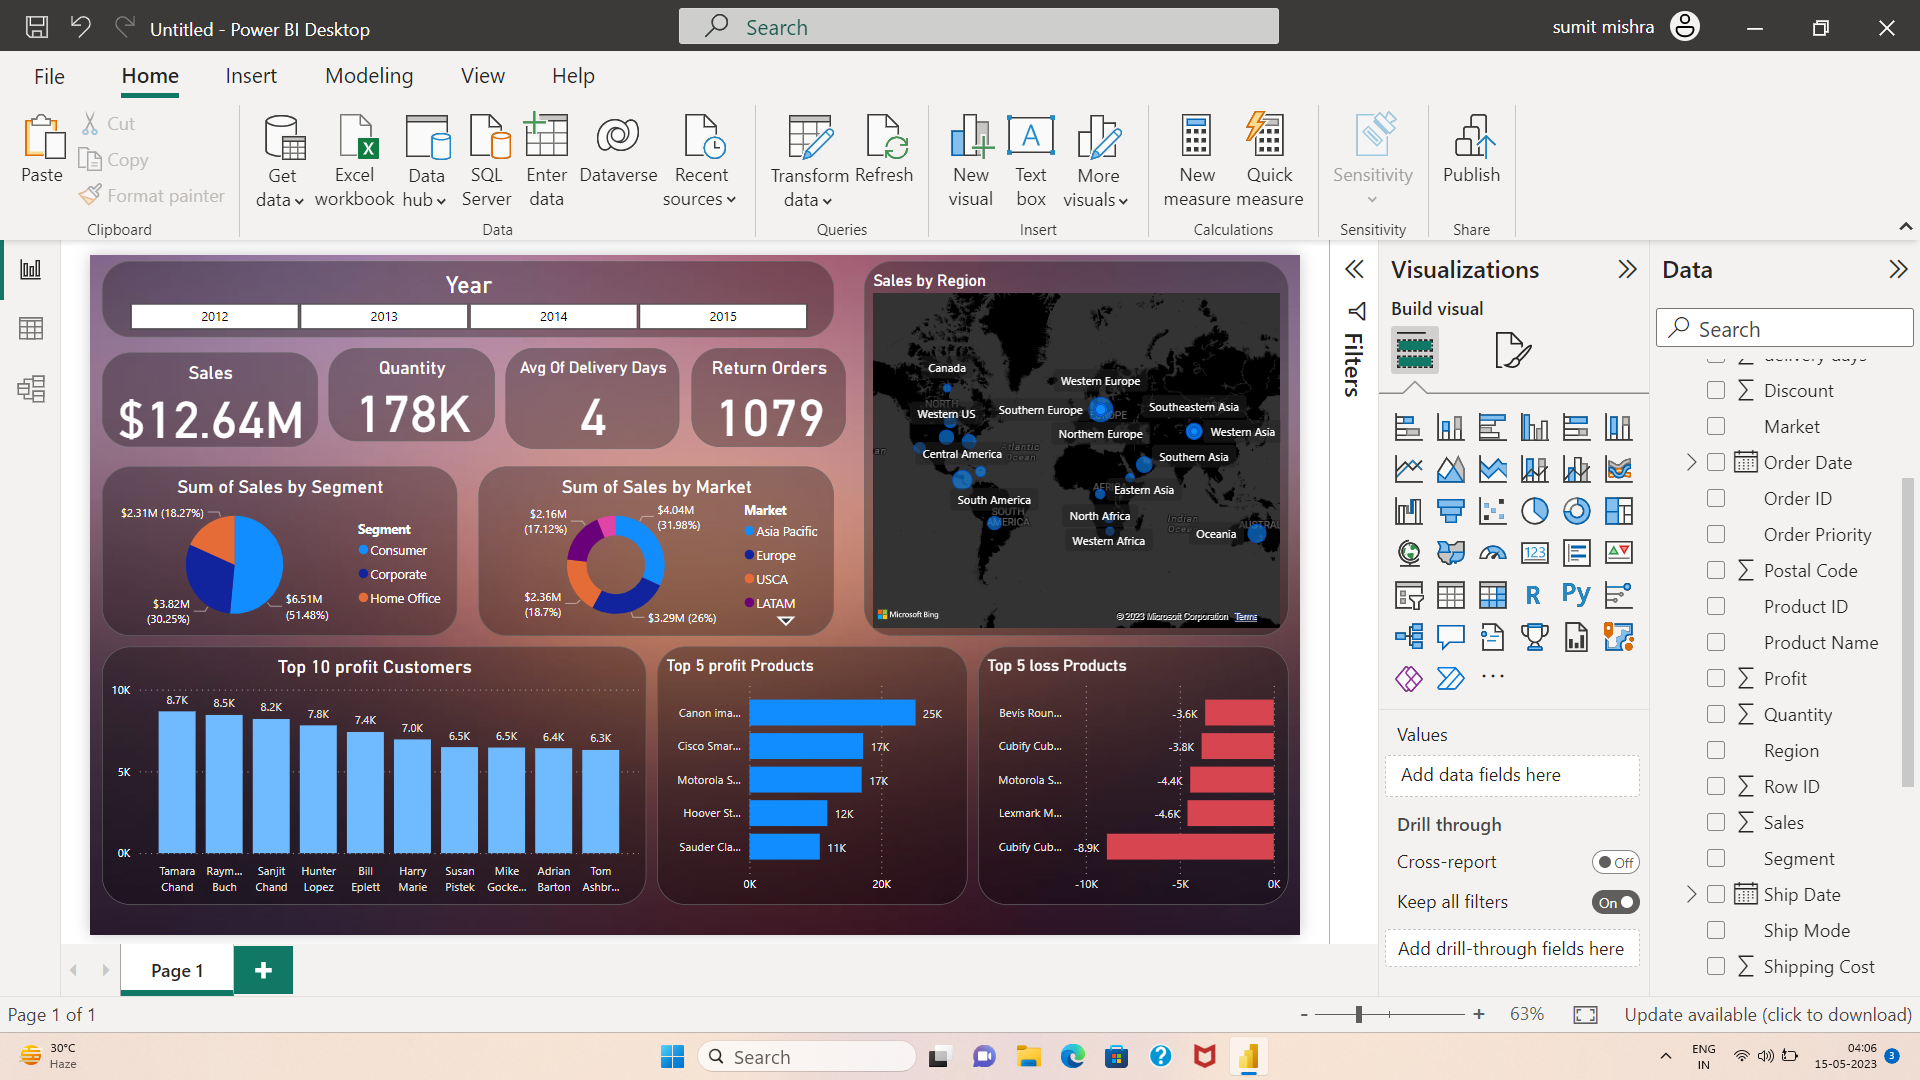 Untitled - Power BI Desktop
Search
sumit mishra
File
Home
Insert
Modeling
View
Help
Paste
Cut
Copy
Format painter
Clipboard
Get data
Excel workbook
Data hub
SQL Server
Enter data
Dataverse
Recent sources
Data
Transform data
Refresh
Queries
New visual
Text box
More visuals
Insert
New measure
Quick measure
Calculations
Sensitivity
Sensitivity
Publish
Share
Year
2012
2013
2014
2015
Sales
$12.64M
Quantity
178K
Avg Of Delivery Days
4
Return Orders
1079
Sum of Sales by Segment
$2.31M (18.27%)
$3.82M
(30.25%)
$6.51M
(51.48%)
Segment
Consumer
Corporate
Home Office
Sum of Sales by Market
$2.16M
(17.12%)
$4.04M
(31.98%)
$2.36M
(18.7%)
$3.29M (26%)
Market
Asia Pacific
Europe
USCA
LATAM
Sales by Region
Canada
NORTH
Western US
Central America
South America
SOUTH
AMERICA
Atlantic
Ocean
Western Europe
Southern Europe
Northern Europe
Southeastern Asia
Western Asia
Southern Asia
Eastern Asia
North Africa
Western Africa
Indian
Oceania
Microsoft Bing
© 2023 Microsoft Corporation
Terms
Top 10 profit Customers
10K
5K
0K
8.7K
8.5K
8.2K
7.8K
7.4K
7.0K
6.5K
6.5K
6.4K
6.3K
Tamara Chand
Raym... Buch
Sanjit Chand
Hunter Lopez
Bill Eplett
Harry Marie
Susan Pistek
Mike Gocke...
Adrian Barton
Tom Ashbr...
Top 5 profit Products
Canon ima...
25K
Cisco Smar...
17K
Motorola S...
17K
Hoover St...
12K
Sauder Cla...
11K
0K
20K
Top 5 loss Products
Bevis Roun...
-3.6K
Cubify Cub...
-3.8K
Motorola S...
-4.4K
Lexmark M...
-4.6K
Cubify Cub...
-8.9K
-10K
-5K
0K
Filters
Visualizations
Build visual
123
R
Py
Values
Add data fields here
Drill through
Cross-report
Off
Keep all filters
On
Add drill-through fields here
Data
Search
delivery days
Discount
Market
Order Date
Order ID
Order Priority
Postal Code
Product ID
Product Name
Profit
Quantity
Region
Row ID
Sales
Segment
Ship Date
Ship Mode
Shipping Cost
Page 1
Page 1 of 1
63%
Update available (click to download)
30°C
Haze
Search
ENG
IN
04:06
15-05-2023
3